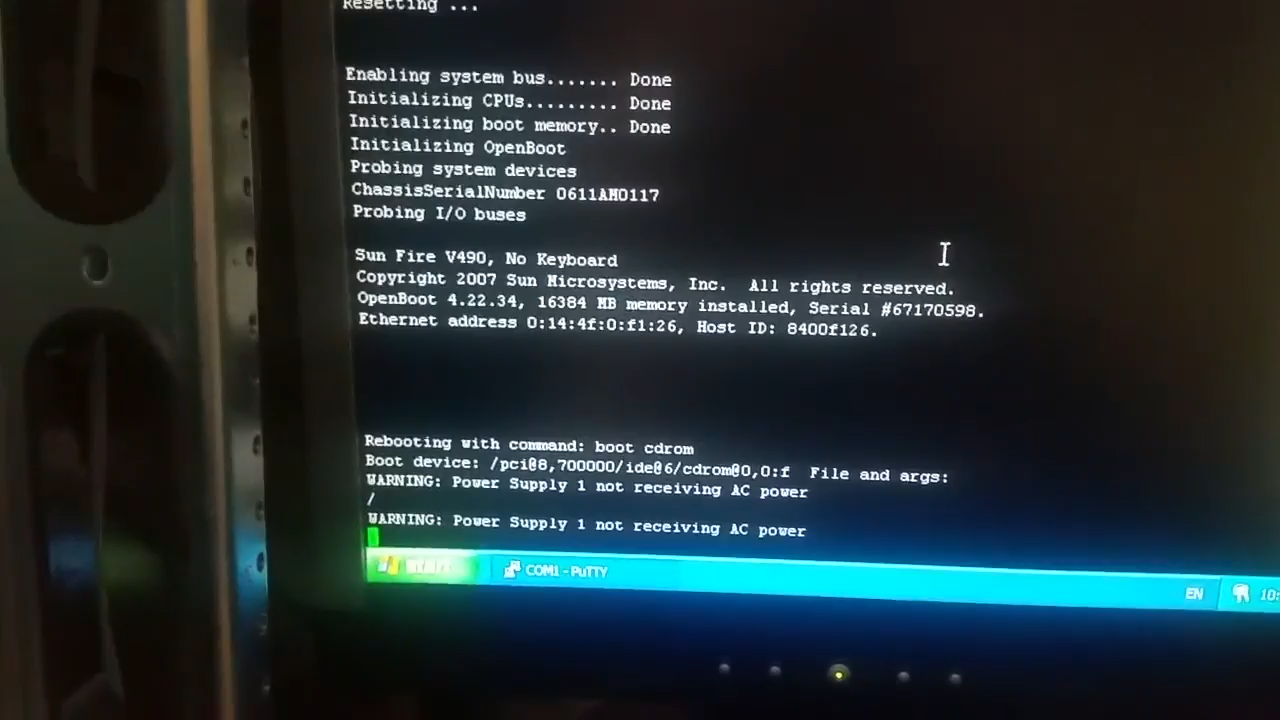 Resetting ...
Enabling system bus....... Done
Initializing CPUs......... Done
Initializing boot memory.. Done
Initializing OpenBoot
Probing system devices
ChassisSerialNumber 0611AM0117
Probing I/O buses
Sun Fire V490, No Keyboard
Copyright 2007 Sun Microsystems, Inc.  All rights reserved.
OpenBoot 4.22.34, 16384 MB memory installed, Serial #67170598.
Ethernet address 0:14:4f:0:f1:26, Host ID: 8400f126.
Rebooting with command: boot cdrom
Boot device: /pci@8,700000/ide@6/cdrom@0,0:f  File and args:
WARNING: Power Supply 1 not receiving AC power
/
WARNING: Power Supply 1 not receiving AC power
COM1 - PuTTY
EN
10: